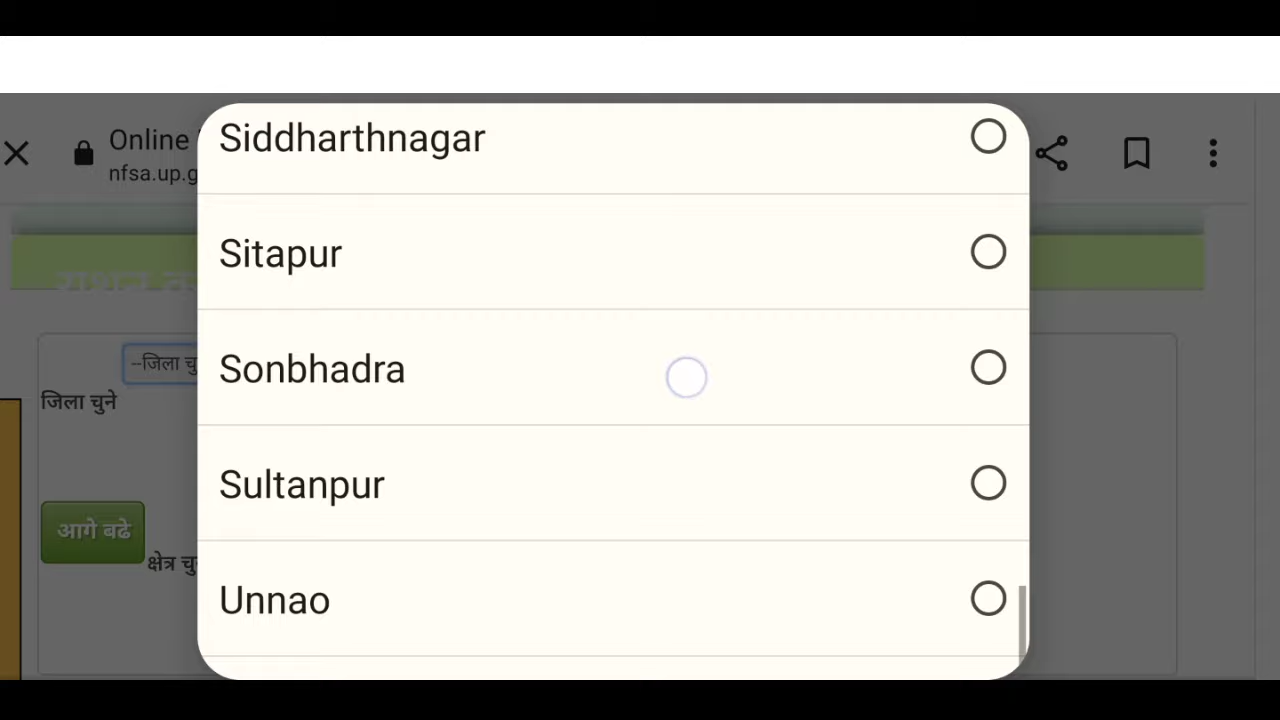 Online
nfsa.up.g
Siddharthnagar
Sitapur
--जिला चु
Sonbhadra
जिला चुने
Sultanpur
आगे बढे
क्षेत्र चु
Unnao